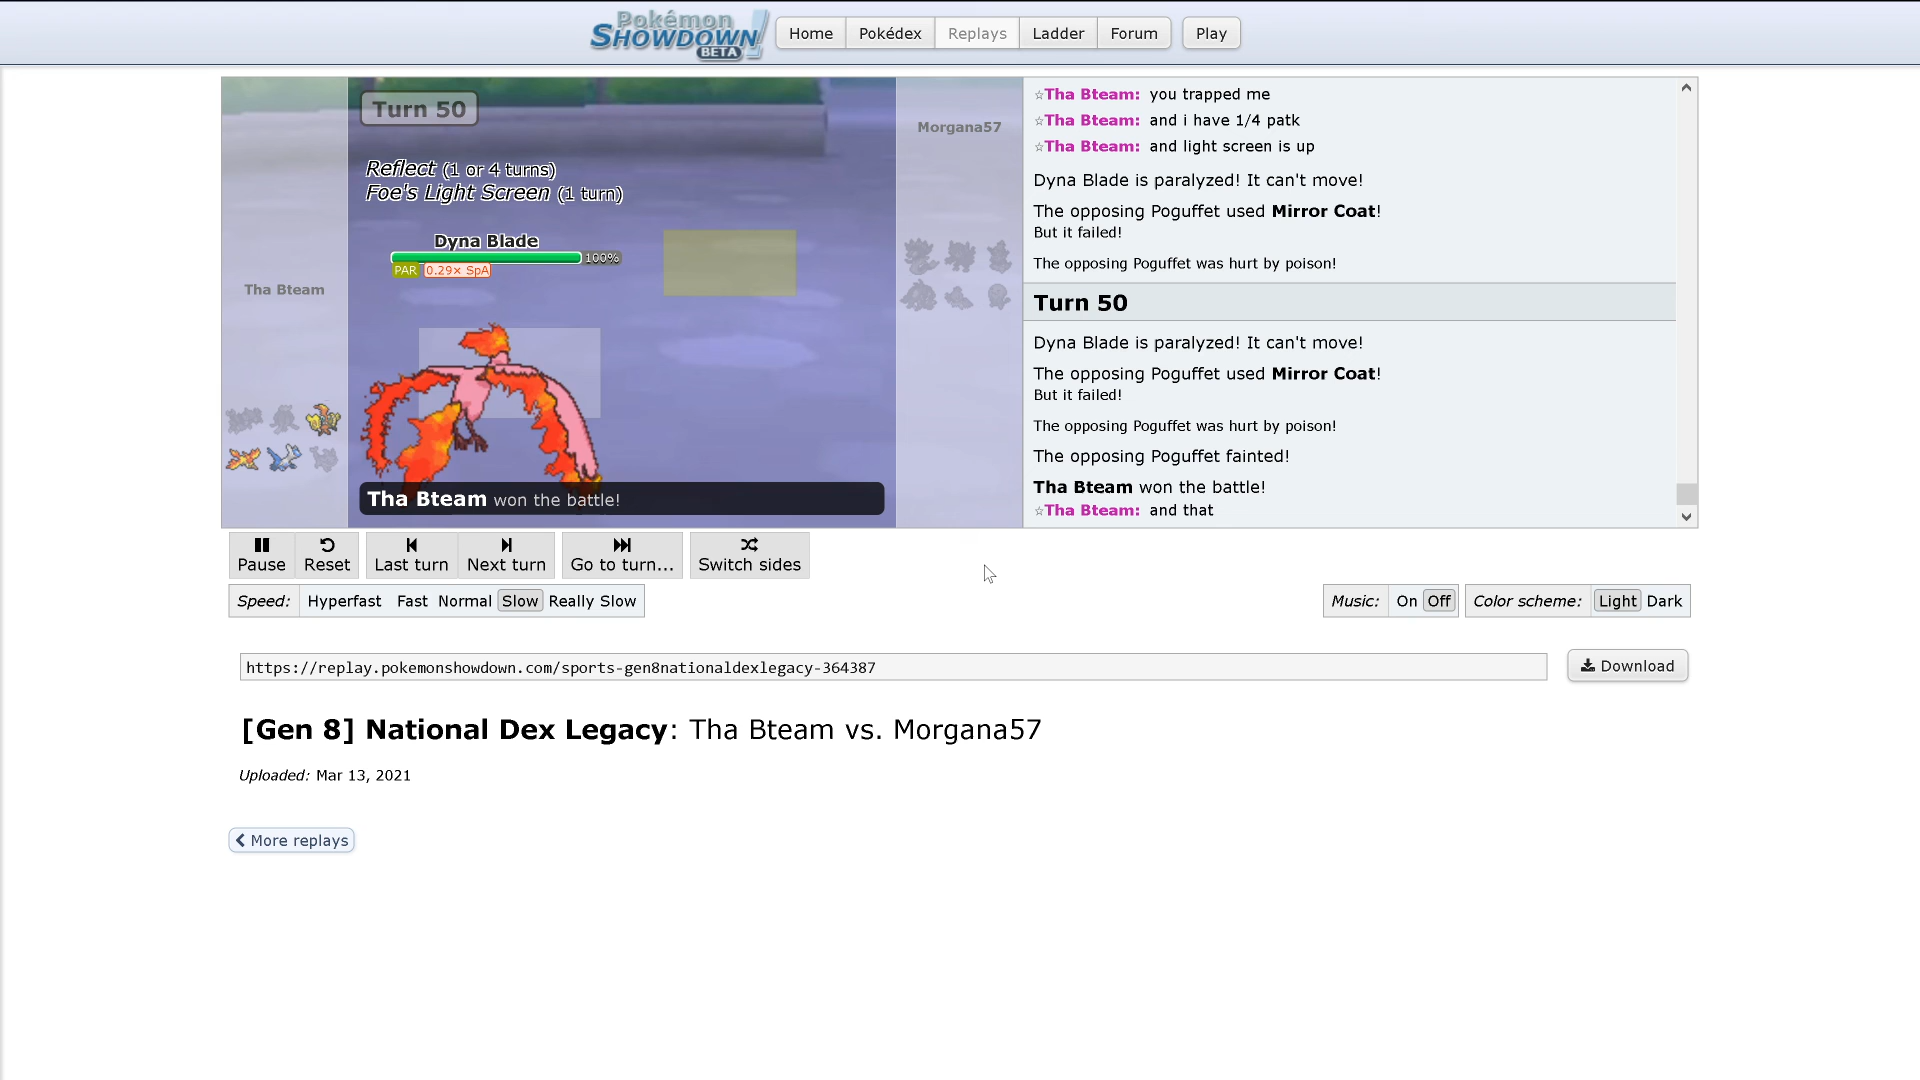 Pokémon
SHOWDOWN!
BETA
Home
Pokédex
Replays
Ladder
Forum
Play
Turn 50
Reflect (1 or 4 turns)
Foe's Light Screen (1 turn)
Dyna Blade
100%
PAR 0.29× SpA
Tha Bteam
Morgana57
Tha Bteam won the battle!
☆Tha Bteam: you trapped me
☆Tha Bteam: and i have 1/4 patk
☆Tha Bteam: and light screen is up
Dyna Blade is paralyzed! It can't move!
The opposing Poguffet used Mirror Coat!
But it failed!
The opposing Poguffet was hurt by poison!
Turn 50
Dyna Blade is paralyzed! It can't move!
The opposing Poguffet used Mirror Coat!
But it failed!
The opposing Poguffet was hurt by poison!
The opposing Poguffet fainted!
Tha Bteam won the battle!
☆Tha Bteam: and that
Pause
Reset
Last turn
Next turn
Go to turn...
Switch sides
Speed: Hyperfast Fast Normal Slow Really Slow
Music: On Off
Color scheme: Light Dark
https://replay.pokemonshowdown.com/sports-gen8nationaldexlegacy-364387
Download
[Gen 8] National Dex Legacy: Tha Bteam vs. Morgana57
Uploaded: Mar 13, 2021
More replays